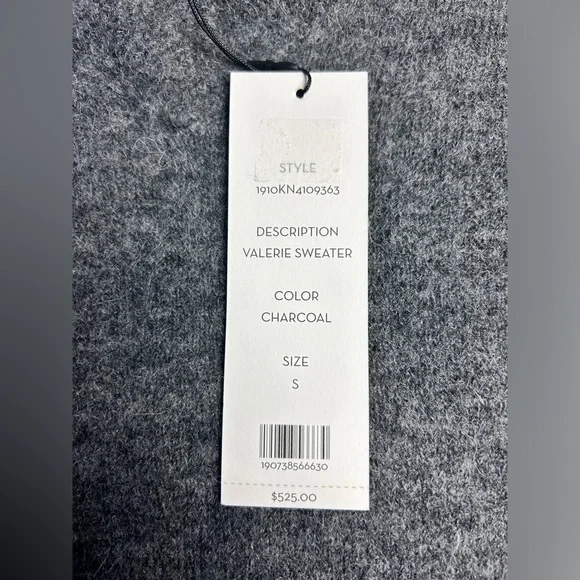 STYLE
1910KN4109363
DESCRIPTION
VALERIE SWEATER
COLOR
CHARCOAL
SIZE
S
190738566630
$525.00